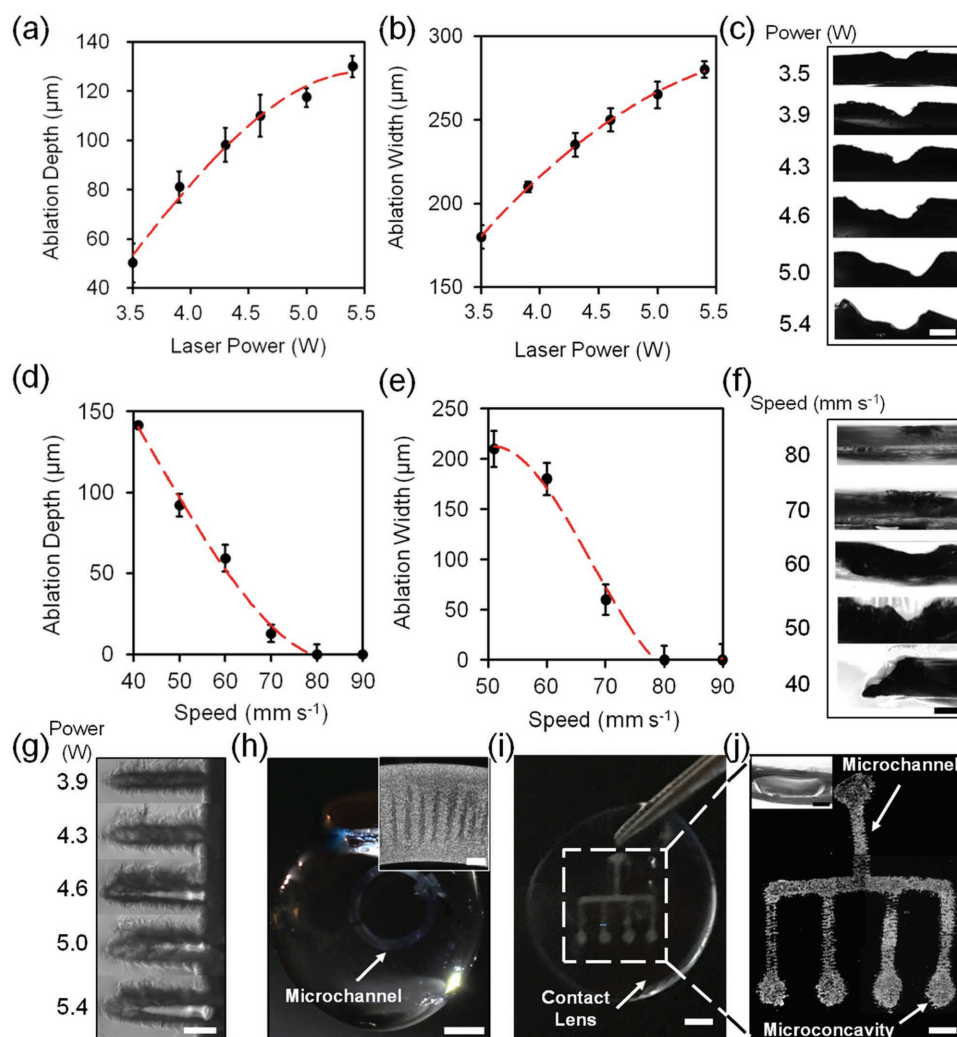 (a)
140
120
100
80
60
40
Ablation Depth (µm)
3.5 4.0 4.5 5.0 5.5
Laser Power (W)
(b)
300
250
200
150
Ablation Width (µm)
3.5 4.0 4.5 5.0 5.5
Laser Power (W)
(c)
Power (W)
3.5
3.9
4.3
4.6
5.0
5.4
(d)
150
100
50
0
Ablation Depth (µm)
40 50 60 70 80 90
Speed (mm s⁻¹)
(e)
250
200
150
100
50
0
Ablation Width (µm)
50 60 70 80 90
Speed (mm s⁻¹)
(f)
Speed (mm s⁻¹)
80
70
60
50
40
(g)
Power
(W)
3.9
4.3
4.6
5.0
5.4
(h)
Microchannel
(i)
Contact
Lens
(j)
Microchannel
Microconcavity